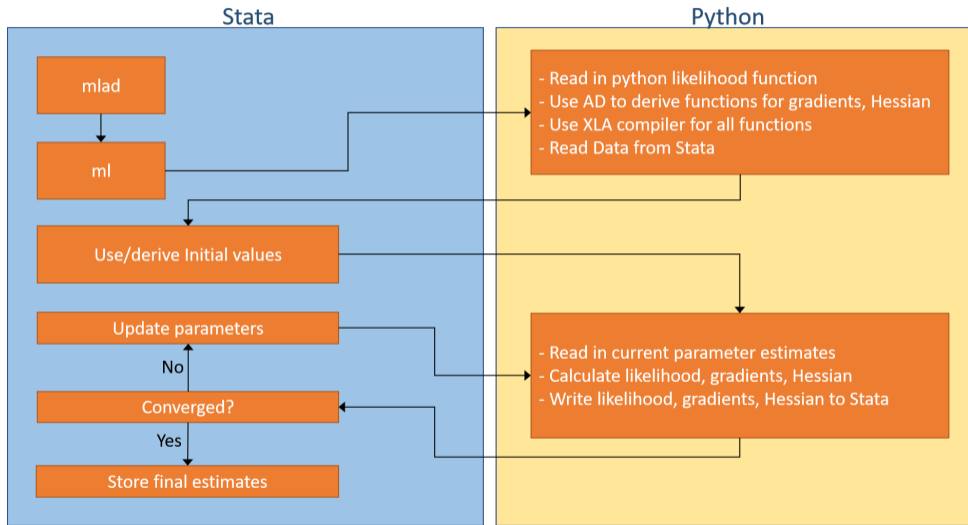 Stata
Python
mlad
ml
- Read in python likelihood function
- Use AD to derive functions for gradients, Hessian
- Use XLA compiler for all functions
- Read Data from Stata
Use/derive Initial values
Update parameters
No
Converged?
Yes
Store final estimates
- Read in current parameter estimates
- Calculate likelihood, gradients, Hessian
- Write likelihood, gradients, Hessian to Stata